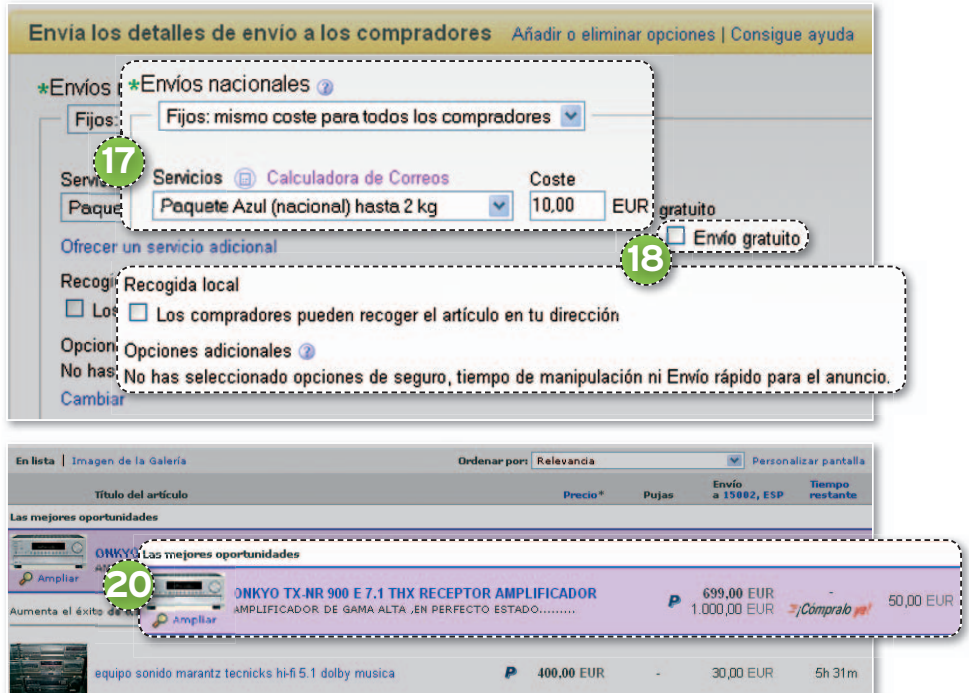 Envía los detalles de envío a los compradores Añadir o eliminar opciones | Consigue ayuda
*Envíos
*Envíos nacionales
Fijos:
Fijos: mismo coste para todos los compradores
17
Servicios Calculadora de Correos Coste
Paque
Paquete Azul (nacional) hasta 2 kg 10,00 EUR
gratuito
Envío gratuito
18
Ofrecer un servicio adicional
Recogi
Recogida local
Los
Los compradores pueden recoger el artículo en tu dirección
Opcion
Opciones adicionales
No has
No has seleccionado opciones de seguro, tiempo de manipulación ni Envío rápido para el anuncio.
Cambiar
En lista | Imagen de la Galería Ordenar por: Relevancia Personalizar pantalla
Título del artículo Precio* Pujas Envío a 15002, ESP Tiempo restante
Las mejores oportunidades
ONKYO
Ampliar
20
Las mejores oportunidades
ONKYO TX-NR 900 E 7.1 THX RECEPTOR AMPLIFICADOR P 699,00 EUR -
AMPLIFICADOR DE GAMA ALTA ,EN PERFECTO ESTADO......... 1.000,00 EUR ¡Cómpralo ya! 50,00 EUR
Ampliar
Aumenta el éxito de
equipo sonido marantz tecnicks hi-fi 5.1 dolby musica P 400,00 EUR - 30,00 EUR 5h 31m